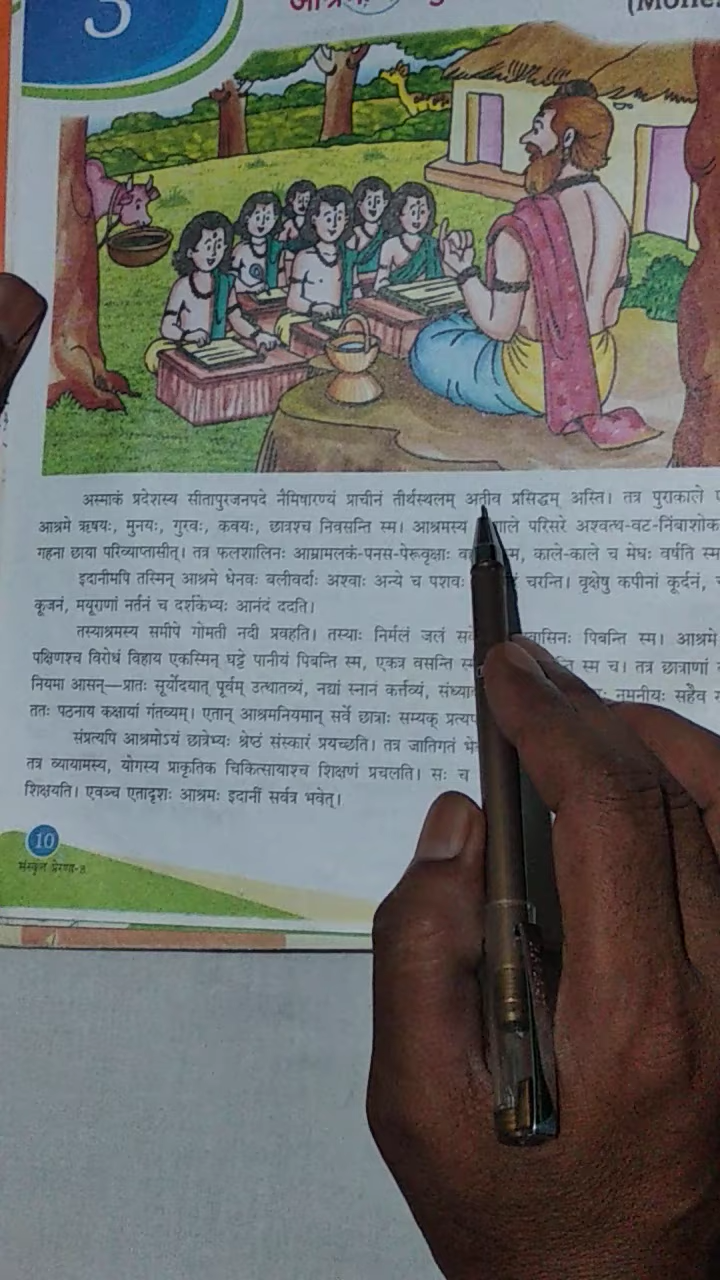 3
अस्माकं प्रदेशस्य सीतापुरजनपदे नैमिषारण्यं प्राचीनं तीर्थस्थलम् अतीव प्रसिद्धम् अस्ति। तत्र पुराकाले
आश्रमे ऋषयः, मुनयः, गुरवः, कवयः, छात्रश्च निवसन्ति स्म। आश्रमस्य परिसरे अश्वत्थ-वट-निंबाशोक
गहना छाया परिव्याप्तासीत्। तत्र फलशालिनः आम्रामलकं-पनस-पेरूवृक्षाः काले-काले च मेघः वर्षति स्म
इदानीमपि तस्मिन् आश्रमे धेनवः बलीवर्दाः अश्वाः अन्ये च पशवः चरन्ति। वृक्षेषु कपीनां कूर्दनं,
कूजनं, मयूराणां नर्तनं च दर्शकेभ्यः आनंदं ददति।
तस्याश्रमस्य समीपे गोमती नदी प्रवहति। तस्याः निर्मलं जलं वासिनः पिबन्ति स्म। आश्रमे
पक्षिणश्च विरोधं विहाय एकस्मिन् घट्टे पानीयं पिबन्ति स्म, एकत्र वसन्ति स्म च। तत्र छात्राणां
नियमा आसन्—प्रातः सूर्योदयात् पूर्वम् उत्थातव्यं, नद्यां स्नानं कर्त्तव्यं, नमनीयः सहैव
ततः पठनाय कक्षायां गंतव्यम्। एतान् आश्रमनियमान् सर्वे छात्राः सम्यक्
संप्रत्यपि आश्रमोऽयं छात्रेभ्यः श्रेष्ठं संस्कारं प्रयच्छति। तत्र जातिगतं
तत्र व्यायामस्य, योगस्य प्राकृतिक चिकित्सायाश्च शिक्षणं प्रचलति। सः च
शिक्षयति। एवञ्च एतादृशः आश्रमः इदानीं सर्वत्र भवेत्।
10
संस्कृत प्रेरणा-3